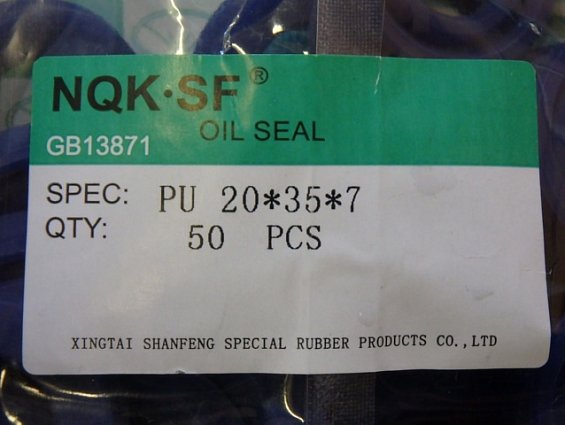 NQK·SF®
OIL SEAL
GB13871
SPEC: PU 20*35*7
QTY: 50 PCS
XINGTAI SHANFENG SPECIAL RUBBER PRODUCTS CO.,LTD